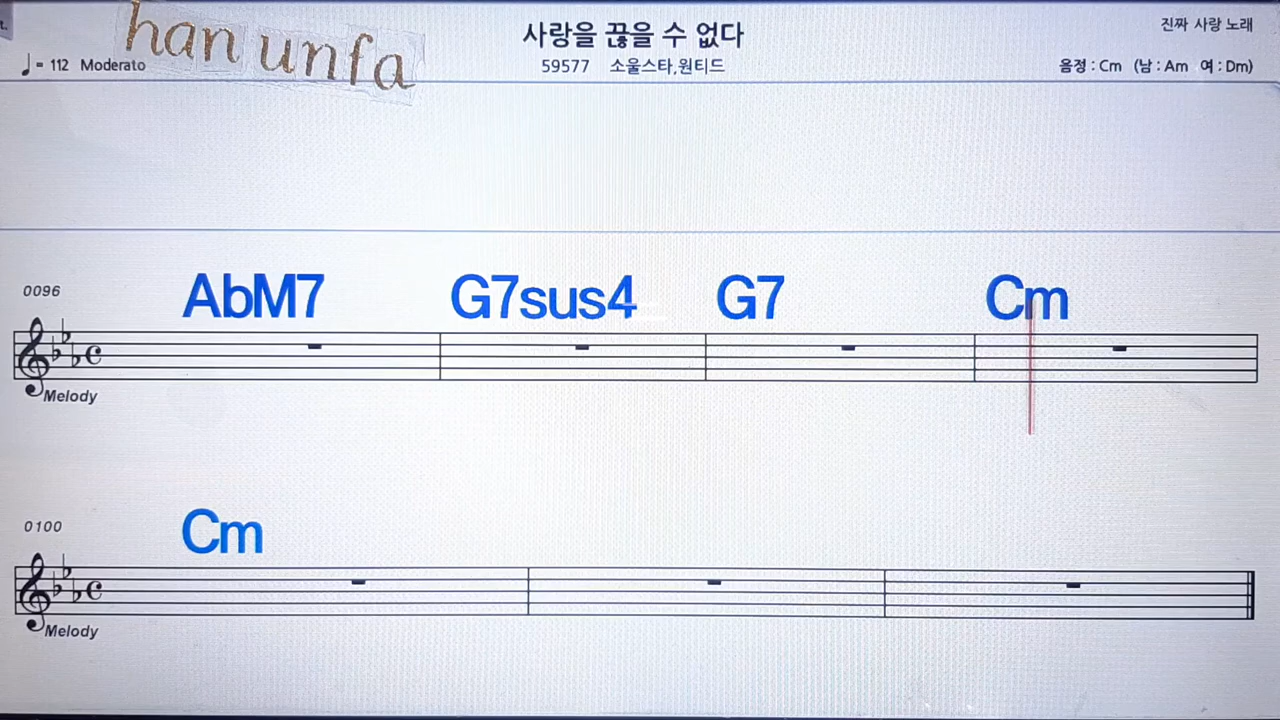 han unfa
사랑을 끊을 수 없다
진짜 사랑 노래
♩= 112 Moderato
59577 소울스타,원티드
음정 : Cm (남 : Am 여 : Dm)
0096
AbM7 G7sus4 G7 Cm
Melody
0100
Cm
Melody